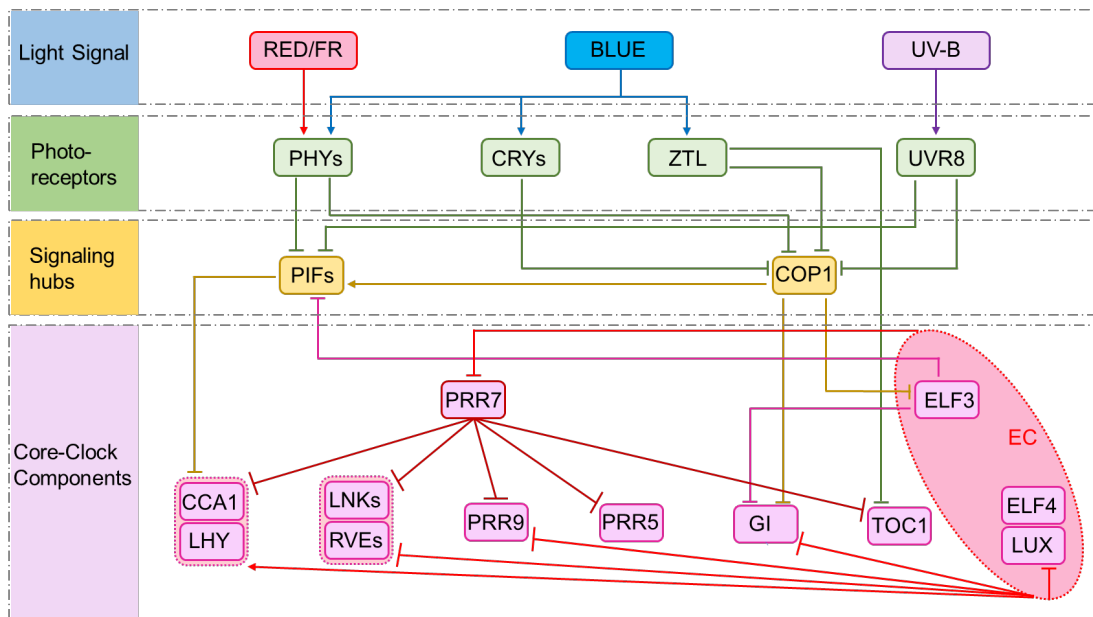 Light Signal
RED/FR
BLUE
UV-B
Photo-
receptors
PHYs
CRYs
ZTL
UVR8
Signaling
hubs
PIFs
COP1
Core-Clock
Components
PRR7
ELF3
EC
CCA1
LHY
LNKs
RVEs
PRR9
PRR5
GI
TOC1
ELF4
LUX